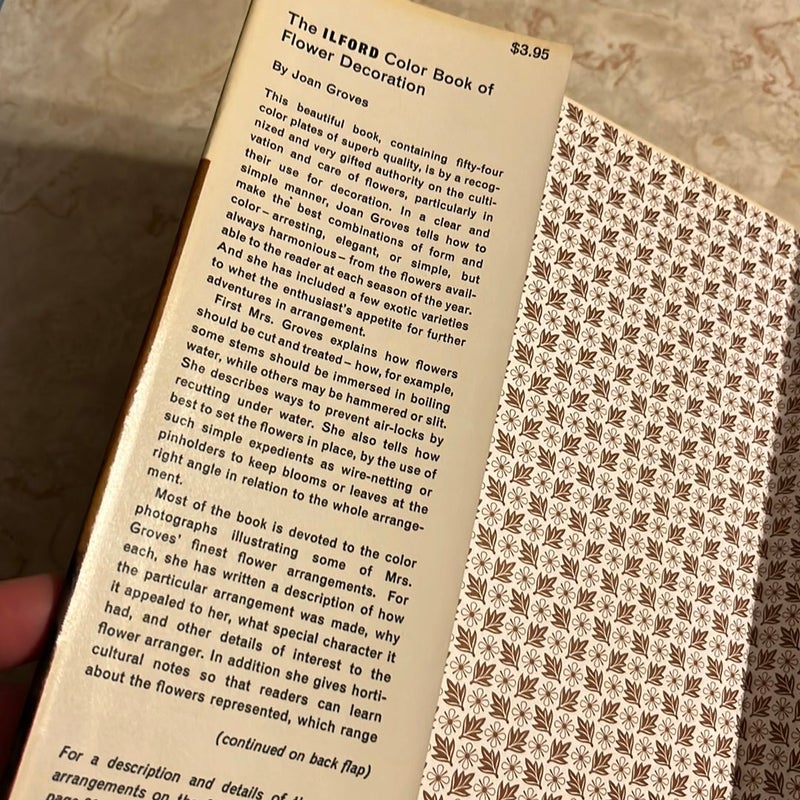 $3.95
The ILFORD Color Book of
Flower Decoration
By Joan Groves
This beautiful book, containing fifty-four
color plates of superb quality, is by a recog-
nized and very gifted authority on the culti-
vation and care of flowers, particularly in
their use for decoration. In a clear and
simple manner, Joan Groves tells how to
make the best combinations of form and
color – arresting, elegant, or simple, but
always harmonious – from the flowers avail-
able to the reader at each season of the year.
And she has included a few exotic varieties
to whet the enthusiast's appetite for further
adventures in arrangement.
First Mrs. Groves explains how flowers
should be cut and treated – how, for example,
some stems should be immersed in boiling
water, while others may be hammered or slit.
She describes ways to prevent air-locks by
recutting under water. She also tells how
best to set the flowers in place, by the use of
such simple expedients as wire-netting or
pinholders to keep blooms or leaves at the
right angle in relation to the whole arrange-
ment.
Most of the book is devoted to the color
photographs illustrating some of Mrs.
Groves' finest flower arrangements. For
each, she has written a description of how
the particular arrangement was made, why
it appealed to her, what special character it
had, and other details of interest to the
flower arranger. In addition she gives horti-
cultural notes so that readers can learn
about the flowers represented, which range
(continued on back flap)
For a description and details of
arrangements on the